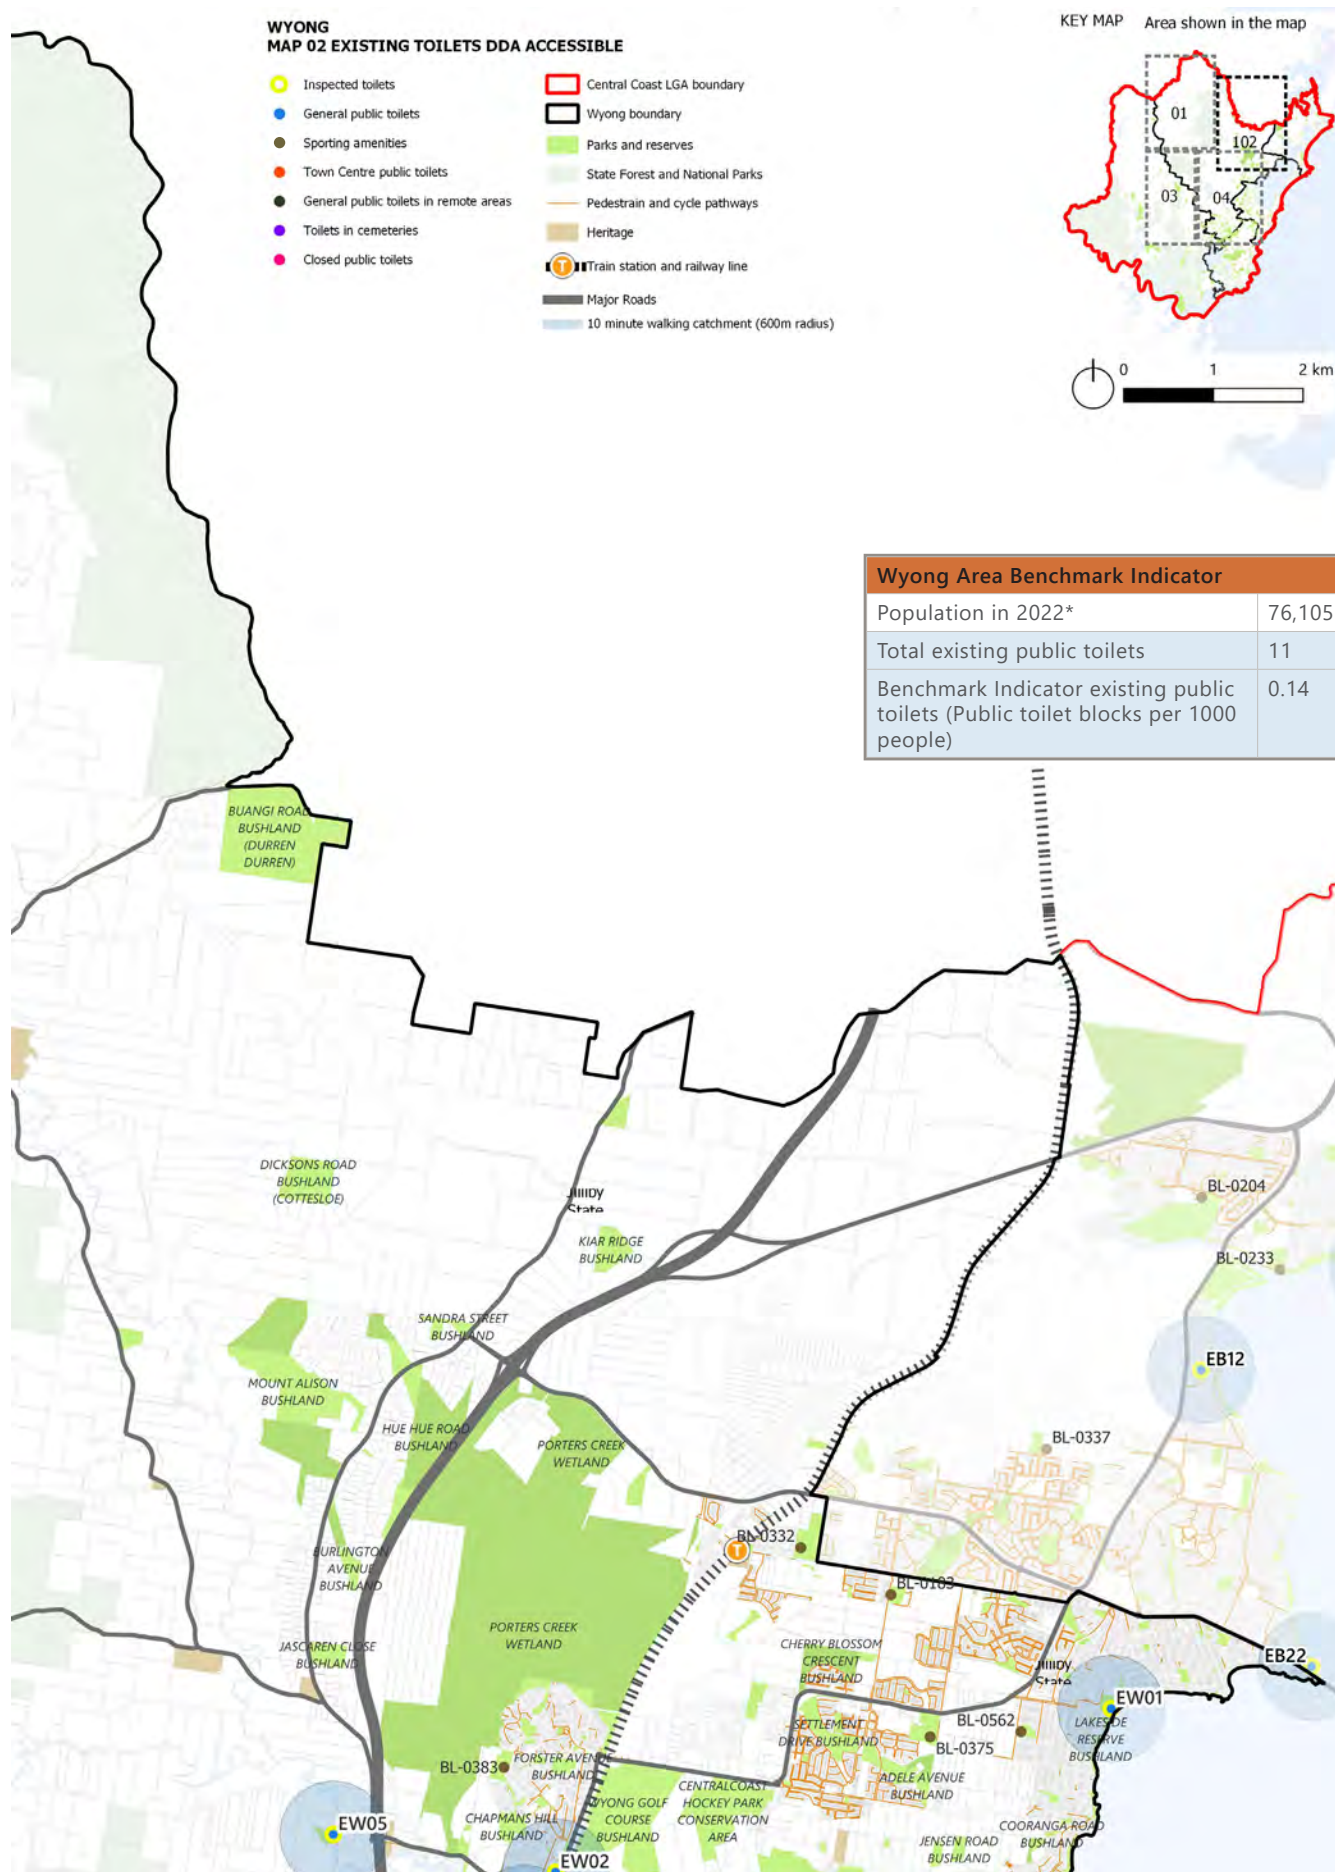 WYONG
MAP 02 EXISTING TOILETS DDA ACCESSIBLE
Inspected toilets
General public toilets
Sporting amenities
Town Centre public toilets
General public toilets in remote areas
Toilets in cemeteries
Closed public toilets
Central Coast LGA boundary
Wyong boundary
Parks and reserves
State Forest and National Parks
Pedestrain and cycle pathways
Heritage
T
Train station and railway line
Major Roads
10 minute walking catchment (600m radius)
KEY MAP Area shown in the map
01
102
03
04
0 1 2 km
Wyong Area Benchmark Indicator
Population in 2022* 76,105
Total existing public toilets 11
Benchmark Indicator existing public 0.14
toilets (Public toilet blocks per 1000
people)
BUANGI ROAD
BUSHLAND
(DURREN
DURREN)
DICKSONS ROAD
BUSHLAND
(COTTESLOE)
State
KIAR RIDGE
BUSHLAND
BL-0204
BL-0233
SANDRA STREET
BUSHLAND
EB12
MOUNT ALISON
BUSHLAND
HUE HUE ROAD
BUSHLAND
PORTERS CREEK
WETLAND
BL-0337
BL-0332
T
BURLINGTON
AVENUE
BUSHLAND
BL-0183
PORTERS CREEK
WETLAND
JASCAREN CLOSE
BUSHLAND
CHERRY BLOSSOM
CRESCENT
BUSHLAND
State
EB22
EW01
SETTLEMENT
DRIVE BUSHLAND
BL-0562
BL-0375
LAKESIDE
RESERVE
BUSHLAND
BL-0383
FORSTER AVENUE
BUSHLAND
ADELE AVENUE
BUSHLAND
CENTRALCOAST
HOCKEY PARK
CONSERVATION
AREA
WYONG GOLF
COURSE
BUSHLAND
CHAPMANS HILL
BUSHLAND
EW05
COORANGA ROAD
BUSHLAND
JENSEN ROAD
BUSHLAND
EW02